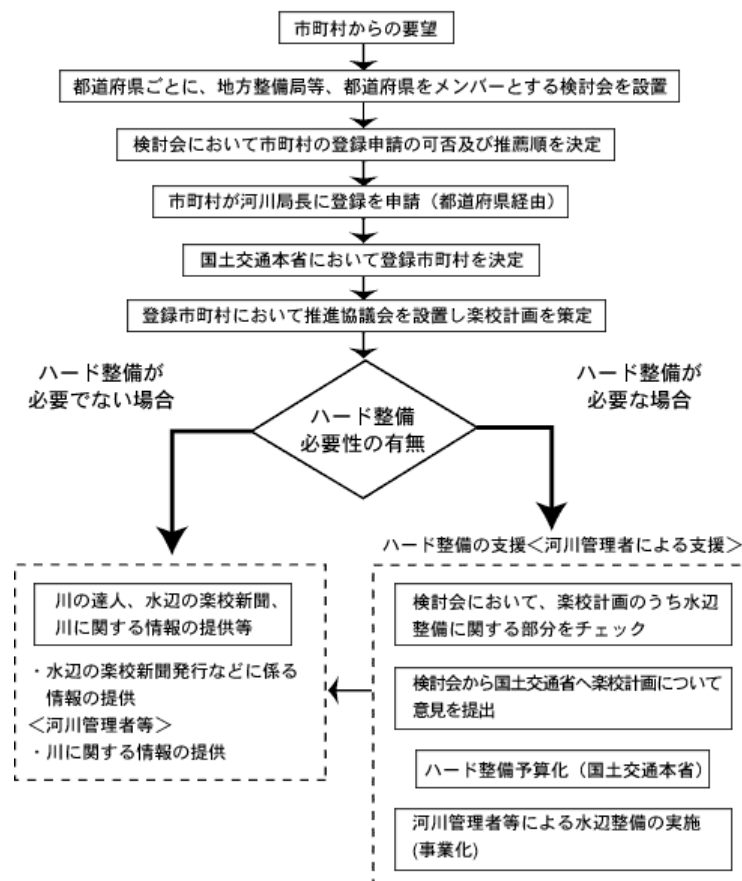 市町村からの要望
都道府県ごとに、地方整備局等、都道府県をメンバーとする検討会を設置
検討会において市町村の登録申請の可否及び推薦順を決定
市町村が河川局長に登録を申請（都道府県経由）
国土交通本省において登録市町村を決定
登録市町村において推進協議会を設置し楽校計画を策定
ハード整備が
必要でない場合
ハード整備
必要性の有無
ハード整備が
必要な場合
川の達人、水辺の楽校新聞、
川に関する情報の提供等
・水辺の楽校新聞発行などに係る
情報の提供
＜河川管理者等＞
・川に関する情報の提供
ハード整備の支援＜河川管理者による支援＞
検討会において、楽校計画のうち水辺
整備に関する部分をチェック
検討会から国土交通省へ楽校計画について
意見を提出
ハード整備予算化（国土交通本省）
河川管理者等による水辺整備の実施
(事業化)